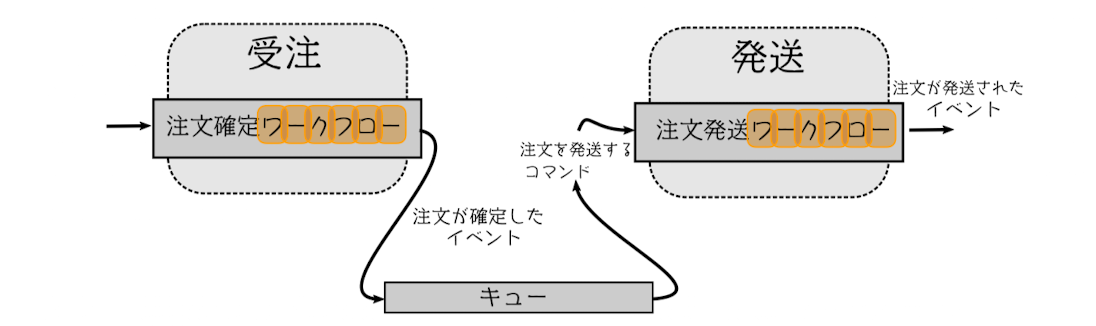 受注
注文確定ワークフロー
発送
注文発送ワークフロー
注文が発送された
イベント
注文を発送する
コマンド
注文が確定した
イベント
キュー